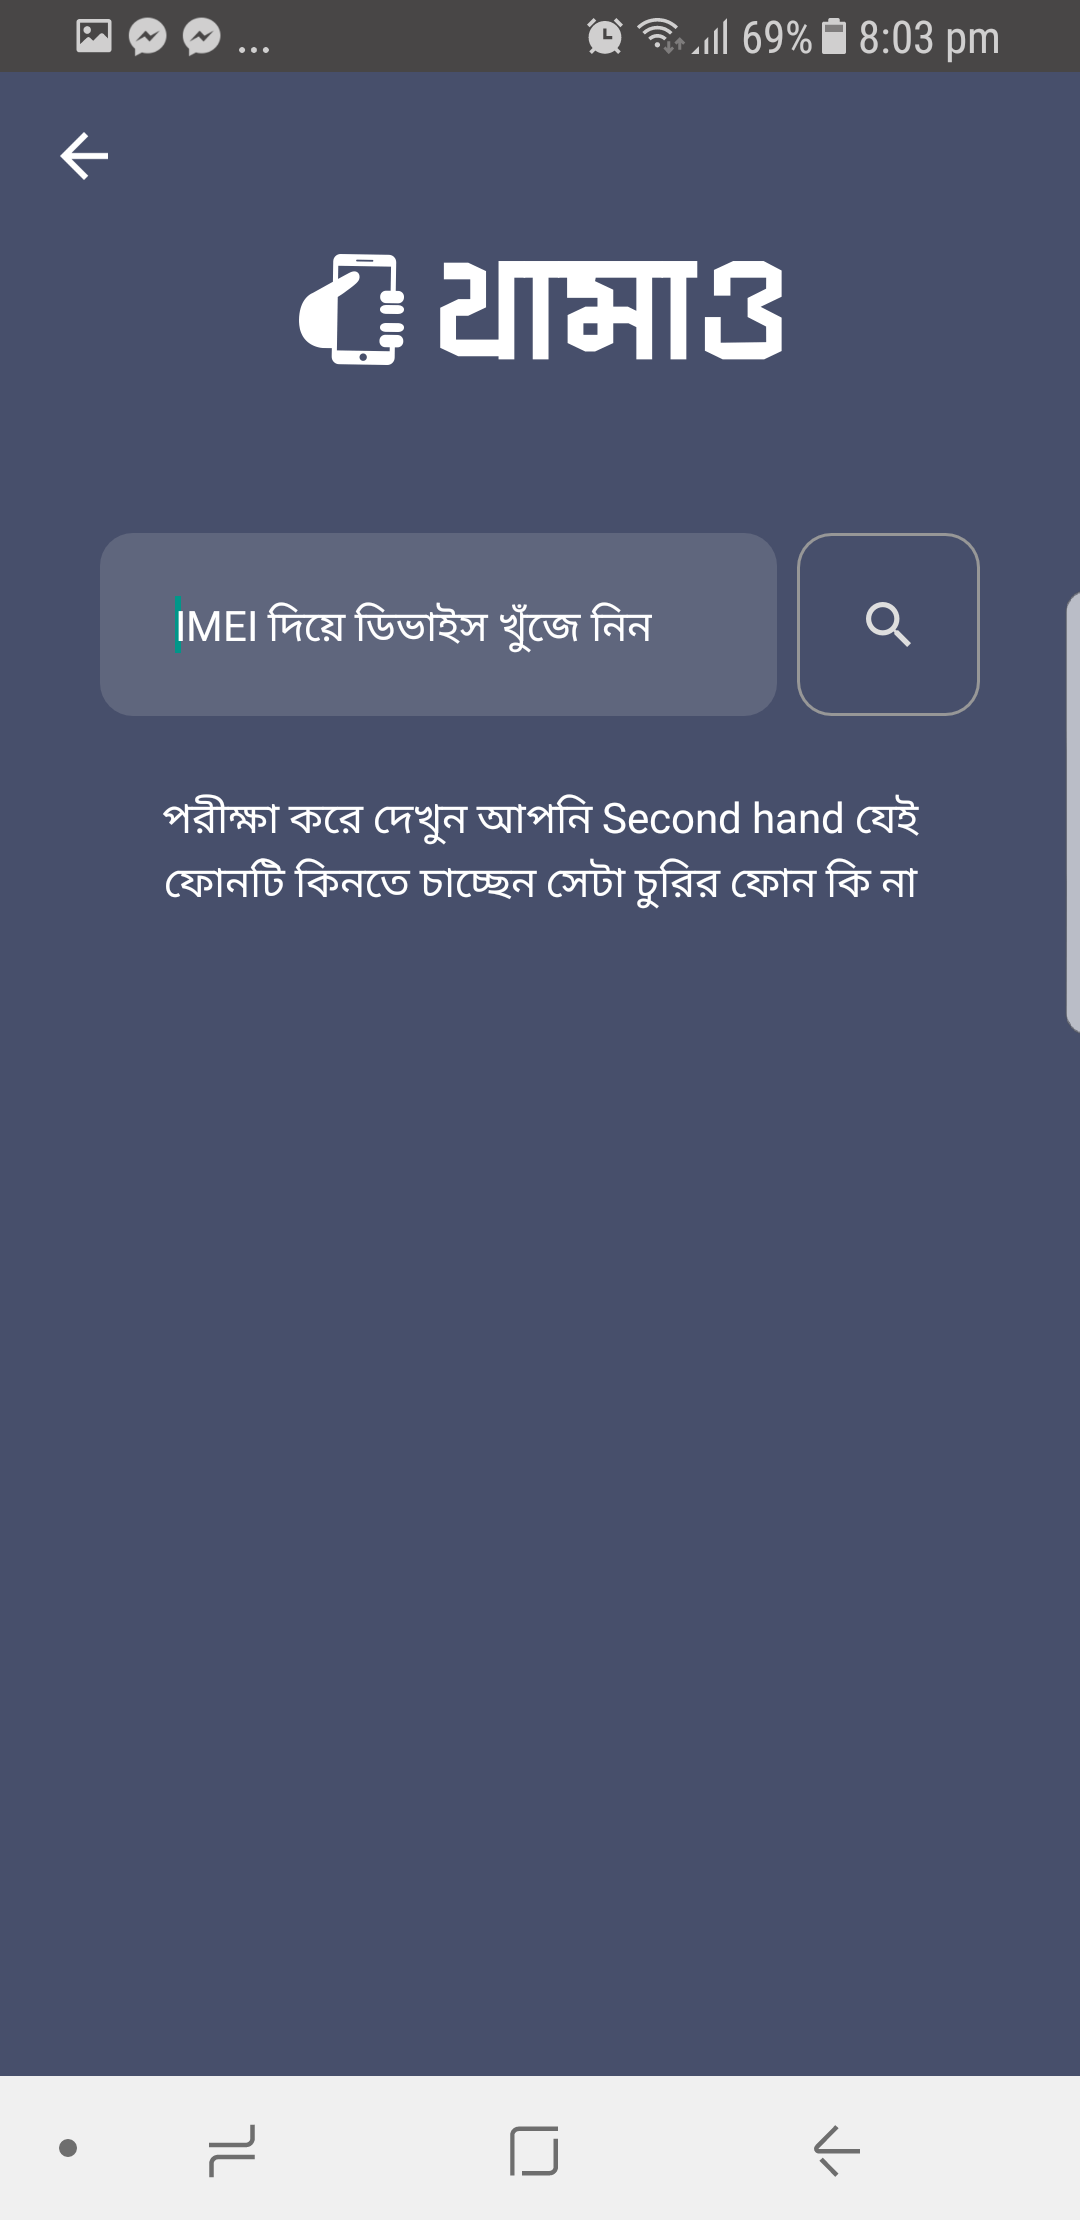 ... 69% 8:03 pm
থামাও
IMEI দিয়ে ডিভাইস খুঁজে নিন
পরীক্ষা করে দেখুন আপনি Second hand যেই
ফোনটি কিনতে চাচ্ছেন সেটা চুরির ফোন কি না